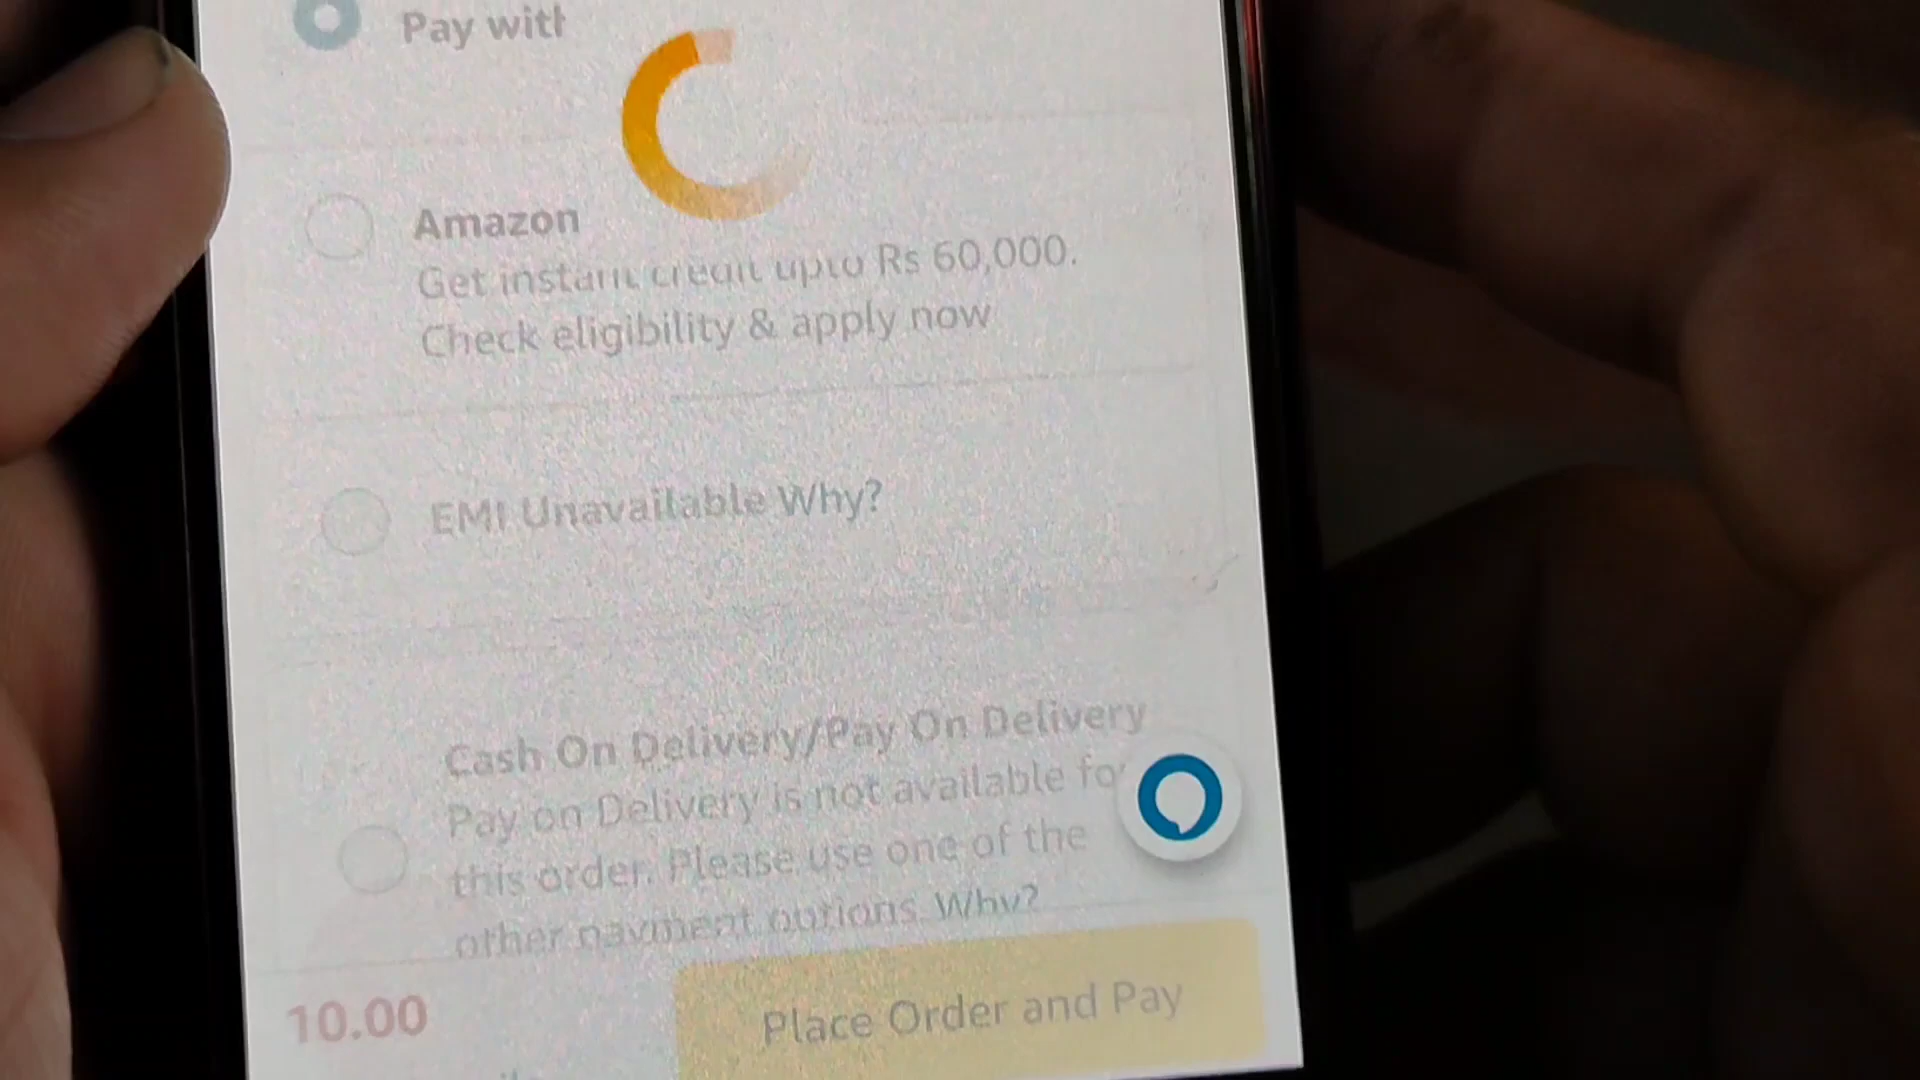 Pay with
Amazon
Get instant credit upto Rs 60,000.
Check eligibility & apply now
EMI Unavailable Why?
Cash On Delivery/Pay On Delivery
Pay on Delivery is not available for
this order. Please use one of the
other payment options. Why?
10.00
Place Order and Pay